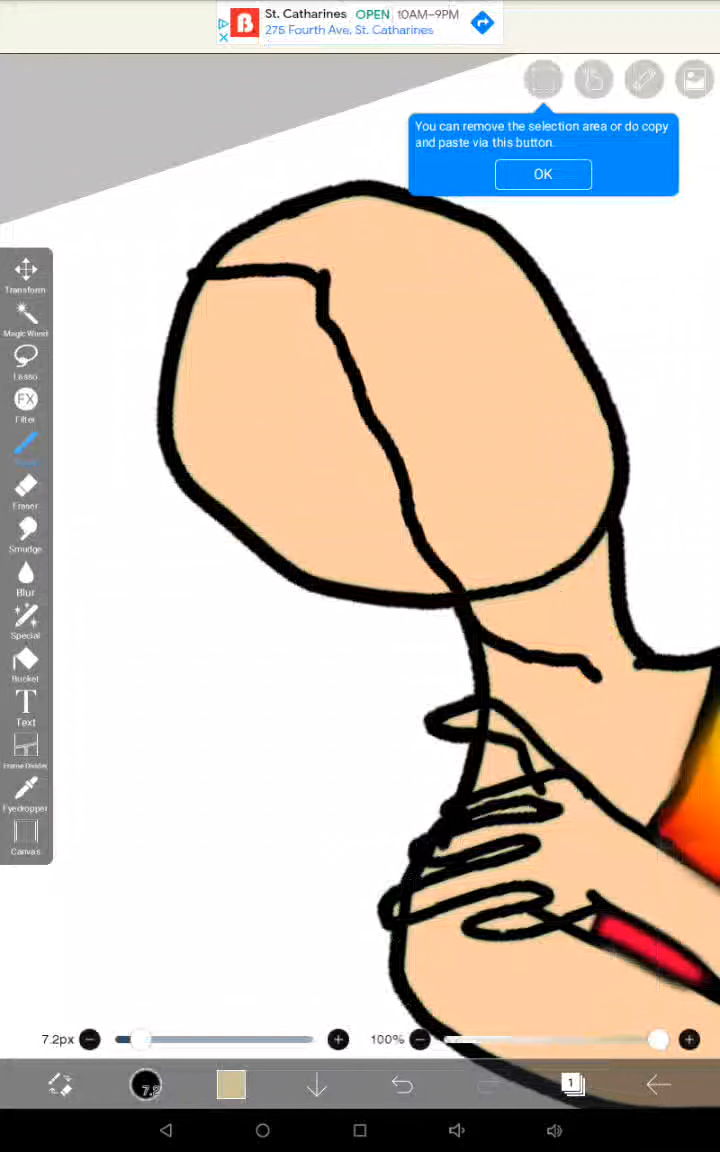 St. Catharines OPEN 10AM–9PM
275 Fourth Ave, St. Catharines
You can remove the selection area or do copy
and paste via this button.
OK
Transform
Magic Wand
Lasso
FX
Filter
Eraser
Smudge
Blur
Special
Bucket
T
Text
Frame Divider
Eyedropper
Canvas
7.2px
100%
1